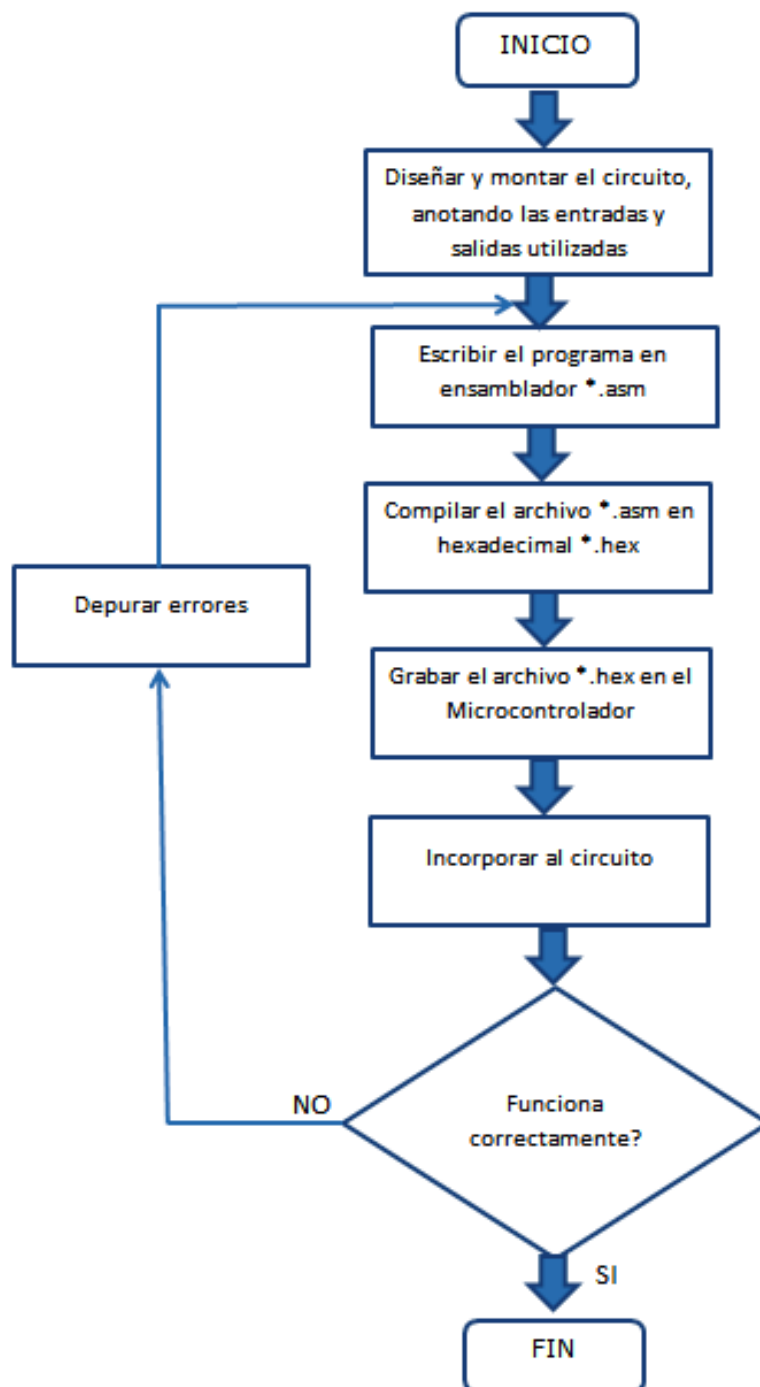 INICIO
Diseñar y montar el circuito,
anotando las entradas y
salidas utilizadas
Escribir el programa en
ensamblador *.asm
Compilar el archivo *.asm en
hexadecimal *.hex
Depurar errores
Grabar el archivo *.hex en el
Microcontrolador
Incorporar al circuito
NO
Funciona
correctamente?
SI
FIN